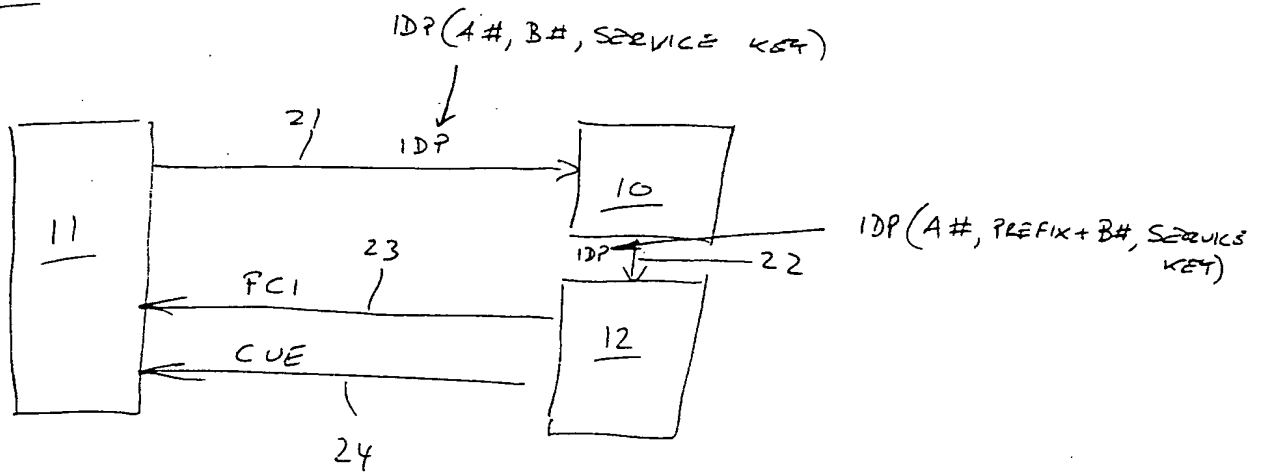 IDP (A#, B#, SERVICE KEY)
21
IDP
10
11
IDP
IDP (A#, PREFIX+B#, SERVICE
KEY)
22
23
FCI
12
CUE
24